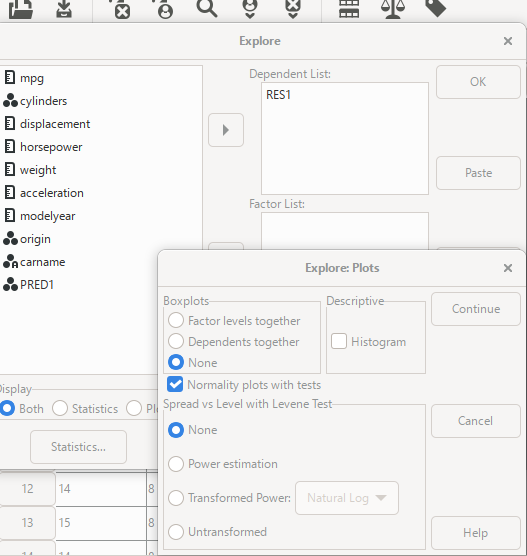 Explore
mpg
cylinders
displacement
horsepower
weight
acceleration
modelyear
origin
carname
PRED1
Dependent List:
RES1
Factor List:
OK
Paste
Display
Both
Statistics
Statistics...
12 14 8
13 15 8
Explore: Plots
Boxplots
Factor levels together
Dependents together
None
Descriptive
Histogram
Normality plots with tests
Spread vs Level with Levene Test
None
Power estimation
Transformed Power: Natural Log
Untransformed
Continue
Cancel
Help